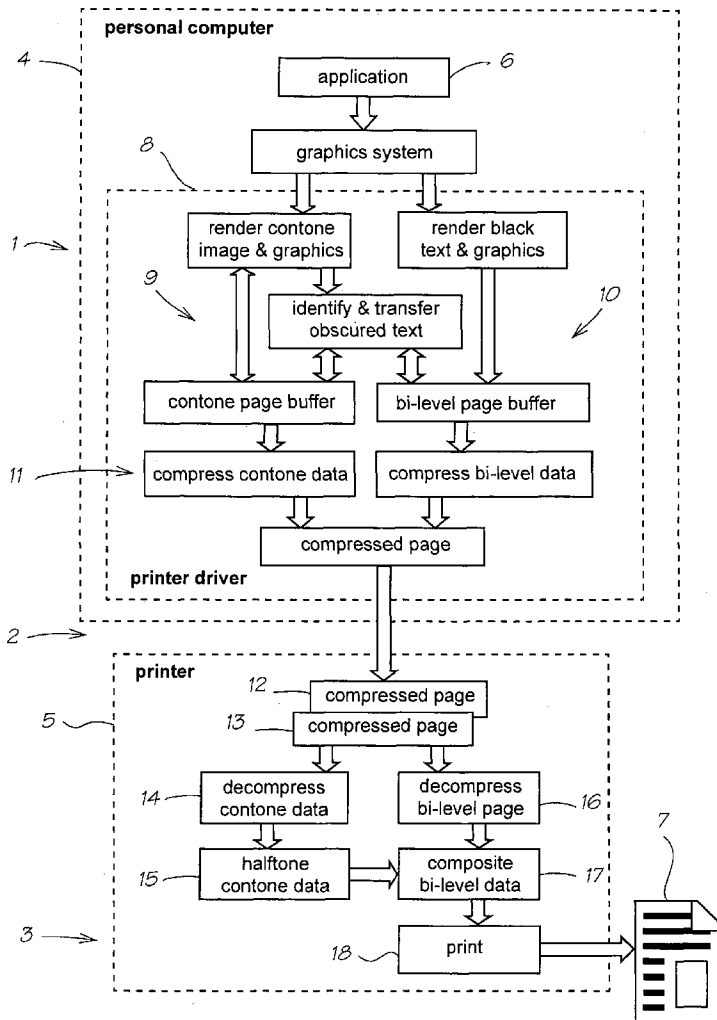 personal computer
4
6
application
8
graphics system
1
render contone
image & graphics
render black
text & graphics
9
10
identify & transfer
obscured text
contone page buffer
bi-level page buffer
11
compress contone data
compress bi-level data
compressed page
printer driver
2
printer
12
compressed page
5
13
compressed page
14
decompress
contone data
decompress
bi-level page
16
7
15
halftone
contone data
composite
bi-level data
17
3
18
print